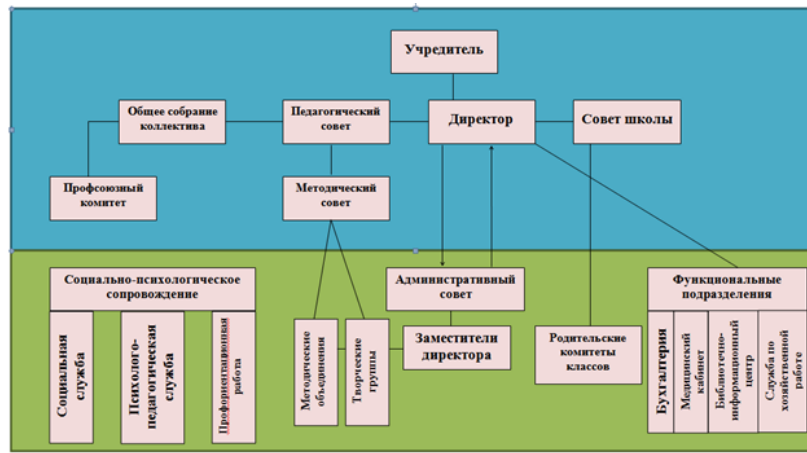 Учредитель
Общее собрание
коллектива
Педагогический
совет
Директор
Совет школы
Профсоюзный
комитет
Методический
совет
Социально-психологическое
сопровождение
Административный
совет
Функциональные
подразделения
Социальная
служба
Психолого-
педагогическая
служба
Профориентационная
работа
Методические
объединения
Творческие
группы
Заместители
директора
Родительские
комитеты
классов
Бухгалтерия
Медицинский
кабинет
Библиотечно-
информационный
центр
Служба по
хозяйственной
работе